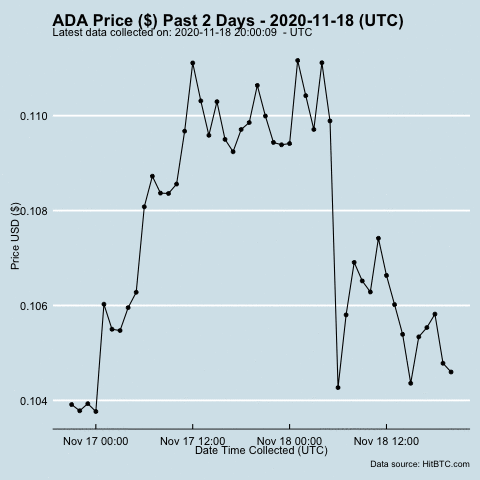 ADA Price ($) Past 2 Days - 2020-11-18 (UTC)
Latest data collected on: 2020-11-18 20:00:09 - UTC
0.110
0.108
0.106
0.104
Price USD ($)
Nov 17 00:00 Nov 17 12:00 Nov 18 00:00 Nov 18 12:00
Date Time Collected (UTC)
Data source: HitBTC.com